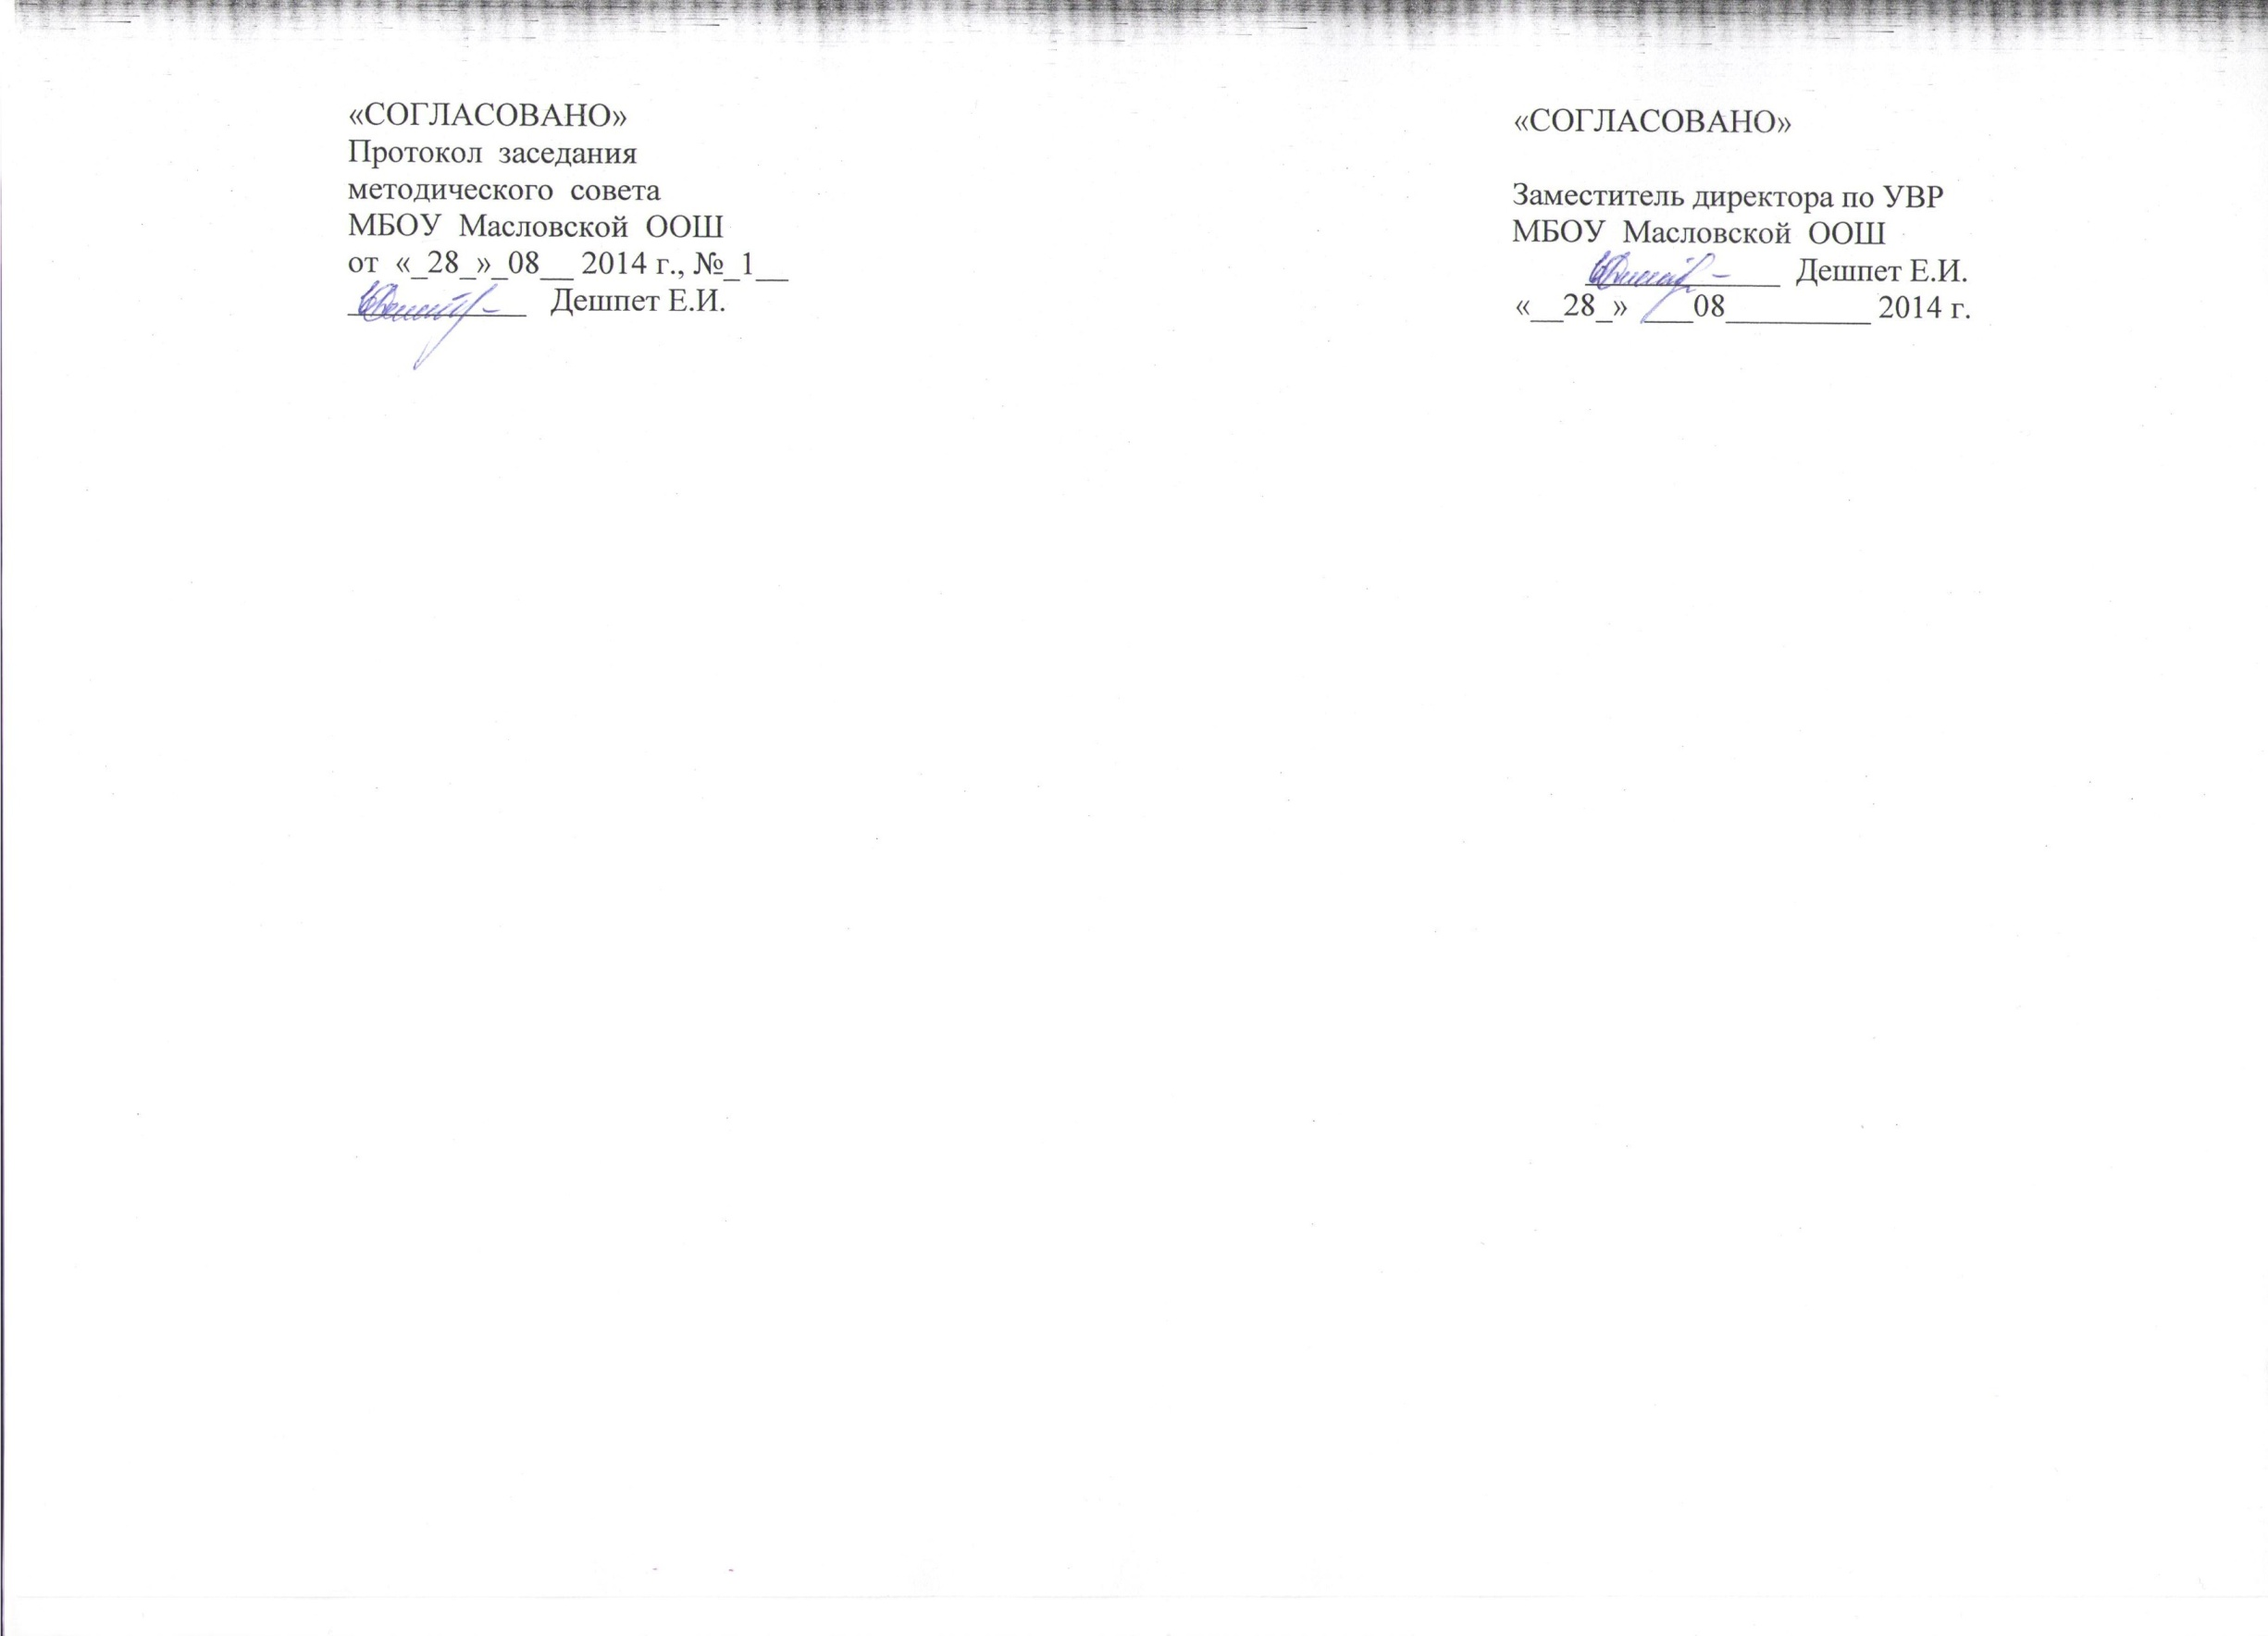 «СОГЛАСОВАНО»
Протокол заседания
методического совета
МБОУ Масловской ООШ
от «_28_»_08__ 2014 г., №_1__
___________ Дешпет Е.И.
«СОГЛАСОВАНО»
Заместитель директора по УВР
МБОУ Масловской ООШ
____________ Дешпет Е.И.
«__28_» ___08_________ 2014 г.